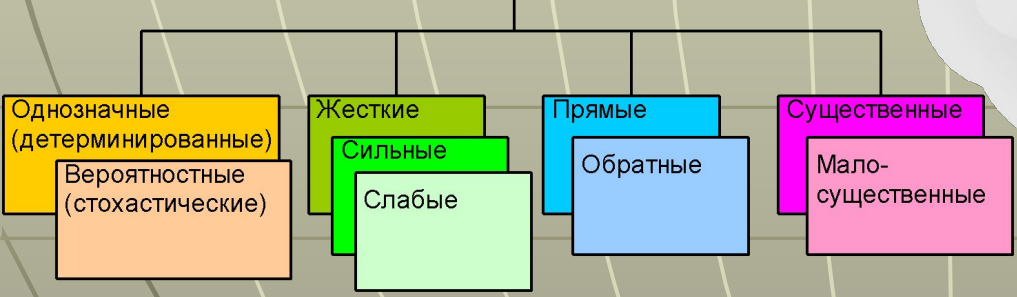 Однозначные
(детерминированные)
Вероятностные
(стохастические)
Жесткие
Сильные
Слабые
Прямые
Обратные
Существенные
Мало-
существенные